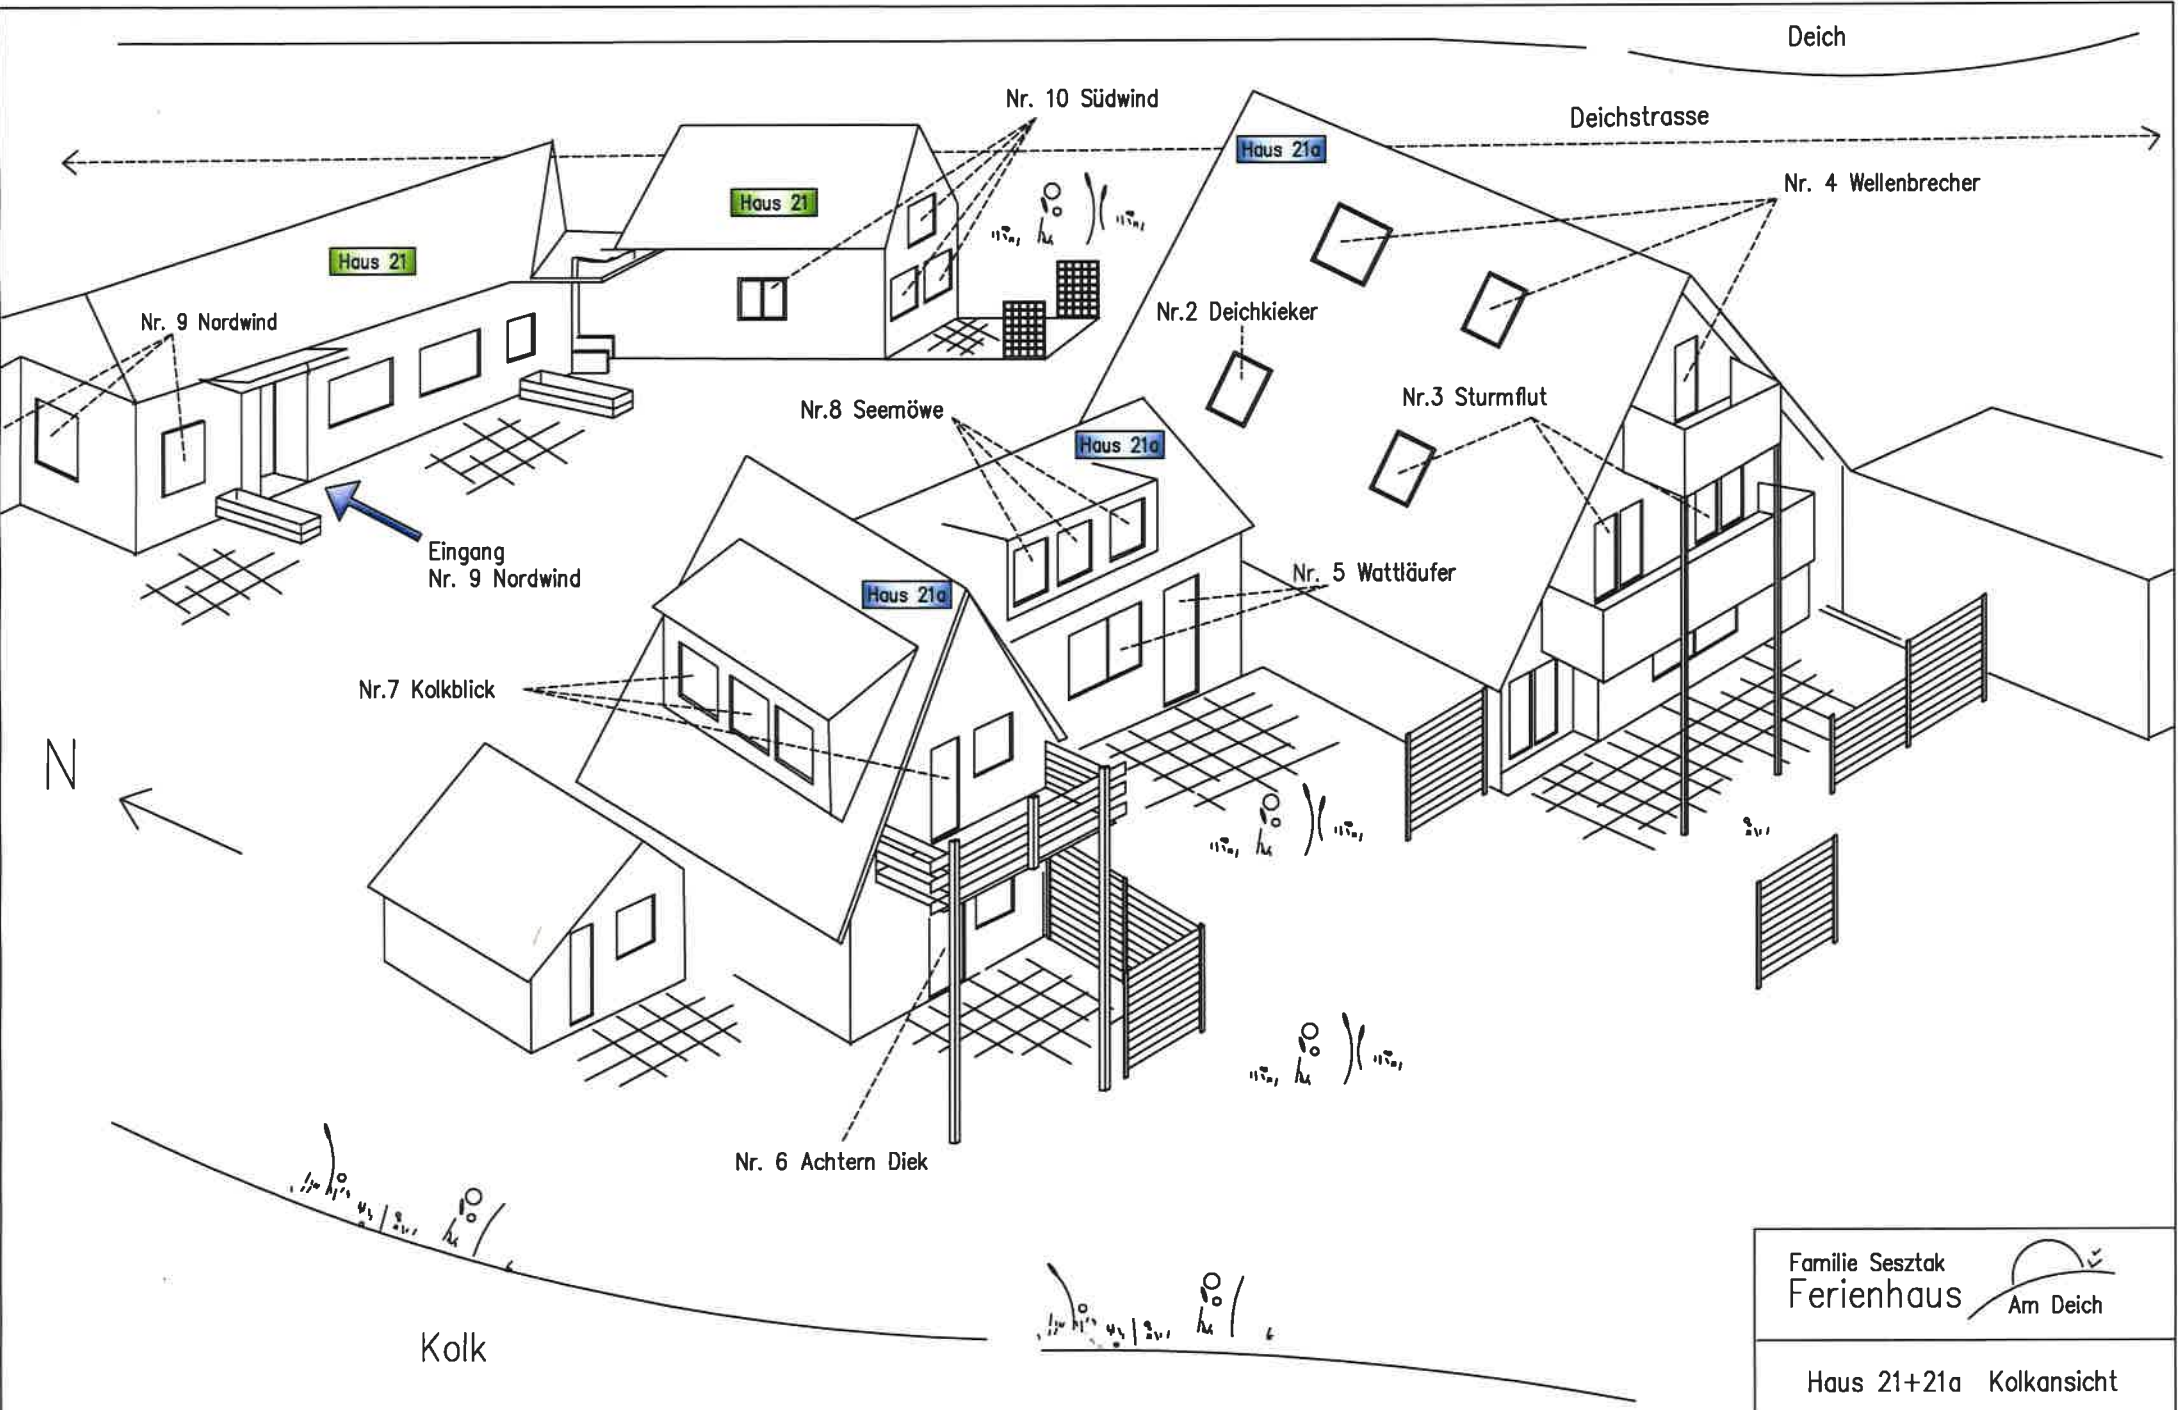 Deich
Nr. 10 Südwind
Deichstrasse
Haus 21a
Nr. 4 Wellenbrecher
Haus 21
Haus 21
Nr. 9 Nordwind
Nr.2 Deichkieker
Nr.8 Seemöwe
Nr.3 Sturmflut
Haus 21a
Eingang
Nr. 9 Nordwind
Nr. 5 Wattläufer
Haus 21a
Nr.7 Kolkblick
N
Nr. 6 Achtern Diek
Kolk
Familie Sesztak
Ferienhaus
Am Deich
Haus 21+21a Kolkansicht